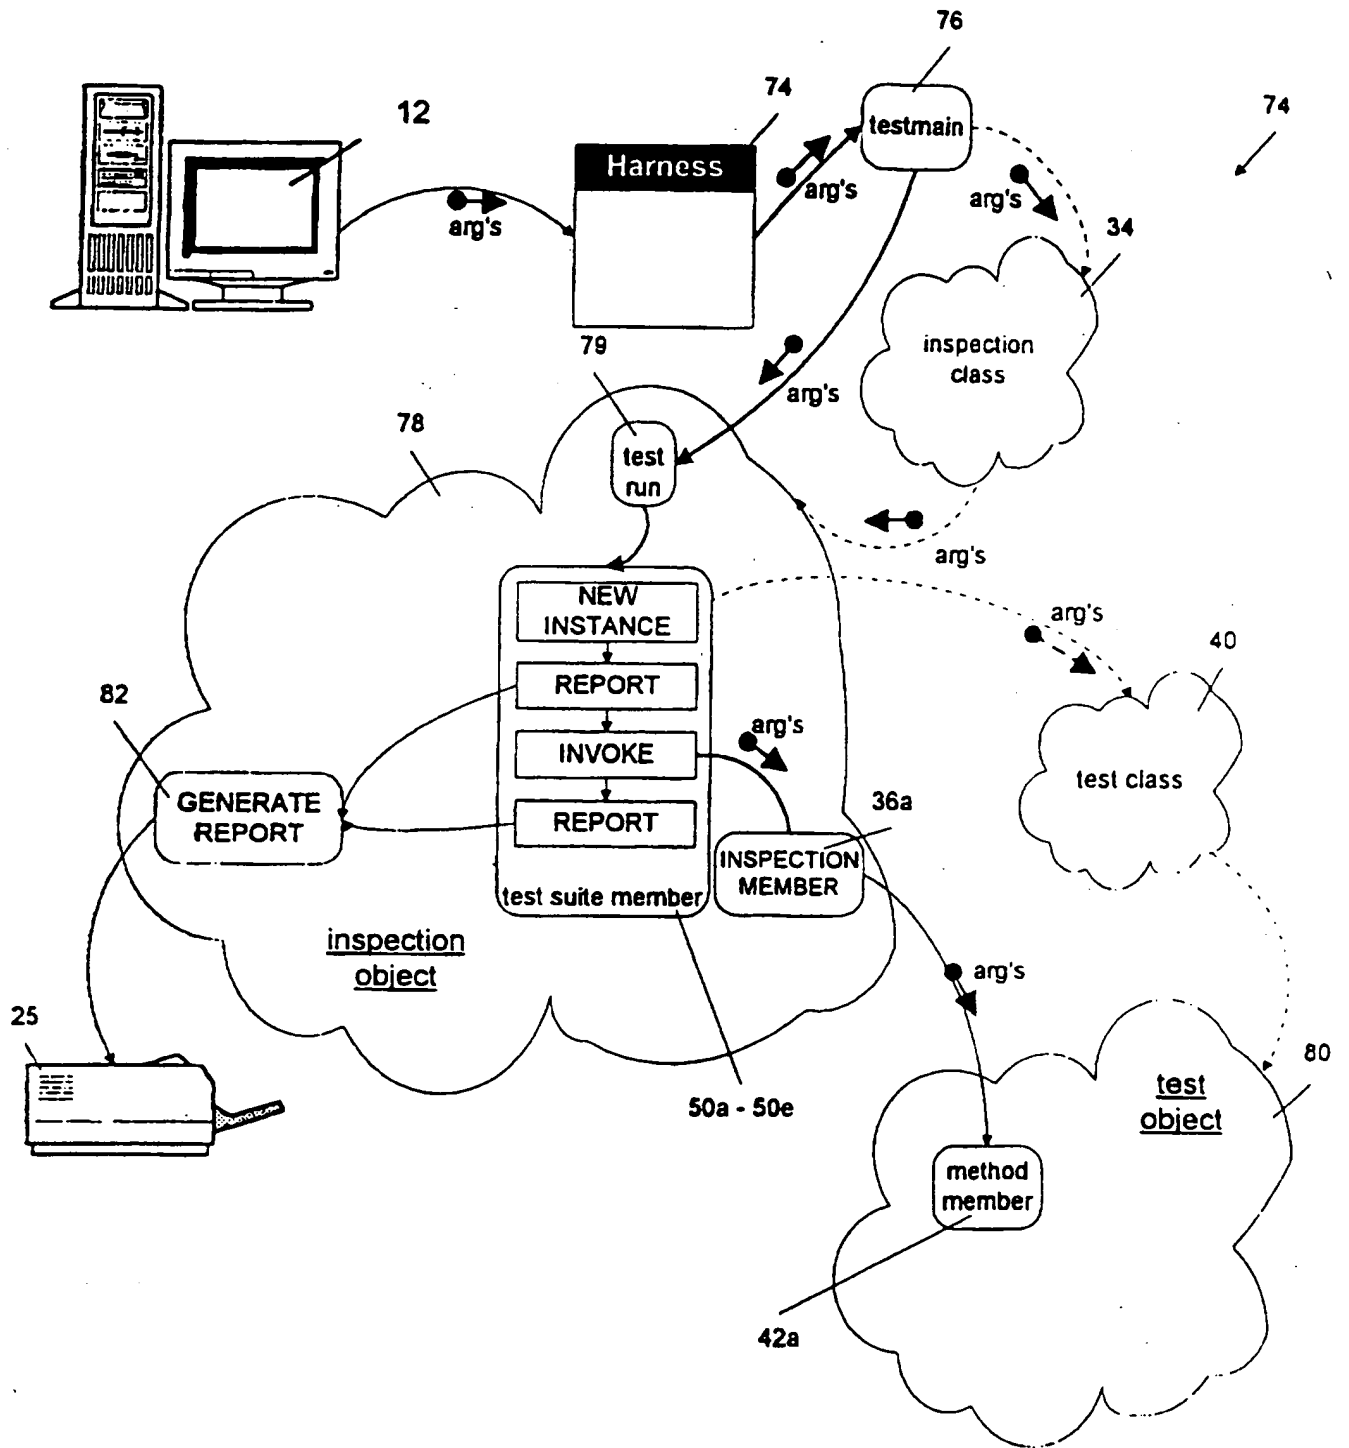 76
74
74
12
testmain
Harness
arg's
arg's
arg's
34
79
inspection
class
arg's
78
test
run
arg's
NEW
INSTANCE
arg's
40
REPORT
82
arg's
INVOKE
test class
GENERATE
REPORT
REPORT
36a
INSPECTION
MEMBER
test suite member
inspection
object
arg's
25
80
50a - 50e
test
object
method
member
42a